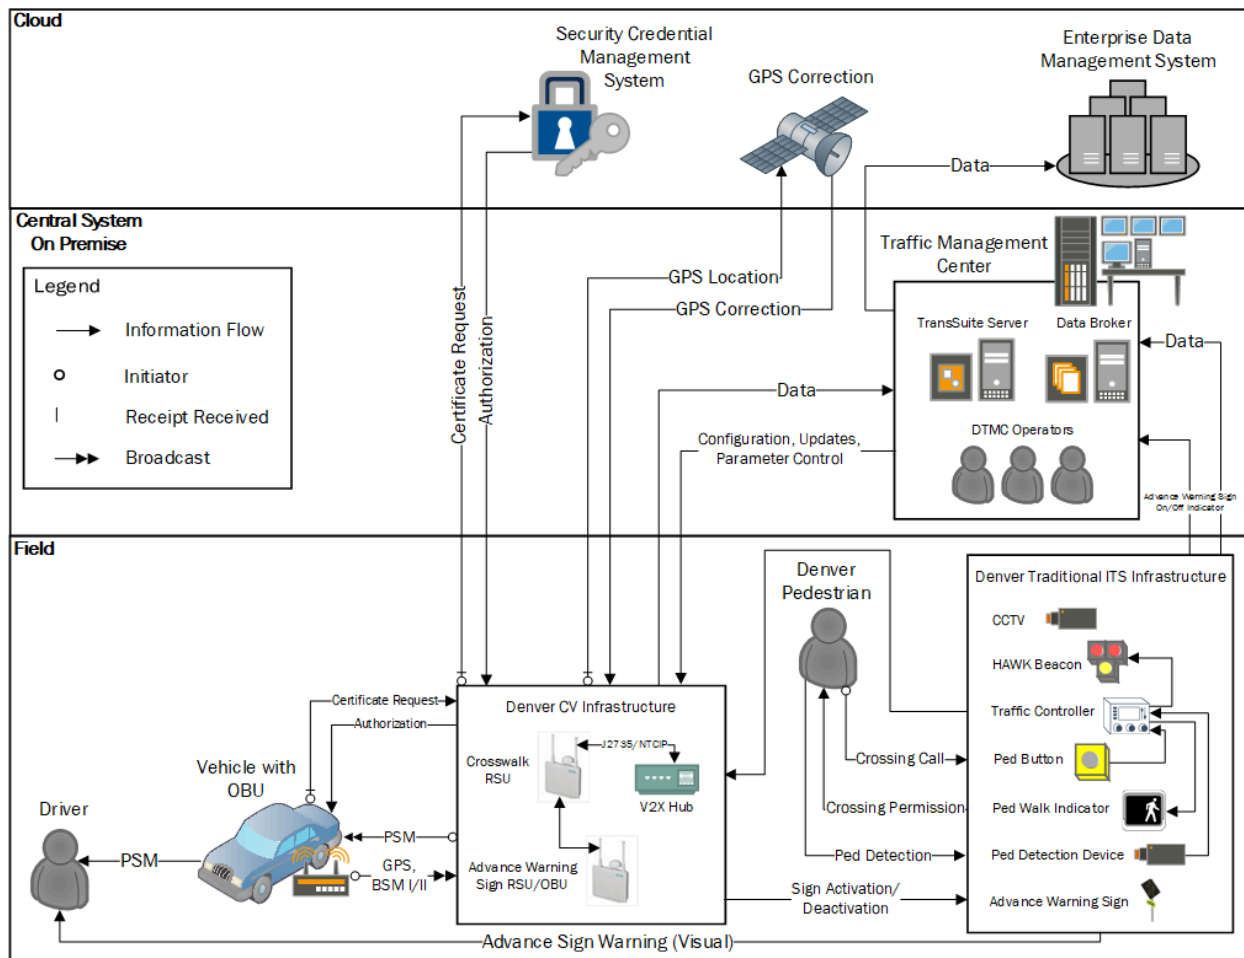 Cloud
Security Credential
Management
System
GPS Correction
Enterprise Data
Management System
Data
Central System
On Premise
Legend
Information Flow
Initiator
Receipt Received
Broadcast
Certificate Request
Authorization
GPS Location
GPS Correction
Traffic Management
Center
TransSuite Server
Data Broker
Data
Data
DTMC Operators
Configuration, Updates,
Parameter Control
Advance Warning Sign
On/Off Indicator
Field
Denver
Pedestrian
Denver Traditional ITS Infrastructure
CCTV
HAWK Beacon
Traffic Controller
Ped Button
Ped Walk Indicator
Ped Detection Device
Advance Warning Sign
Certificate Request
Authorization
Denver CV Infrastructure
J2735/NTCIP
Crosswalk
RSU
V2X Hub
Advance Warning
Sign RSU/OBU
Crossing Call
Crossing Permission
Ped Detection
Sign Activation/
Deactivation
Vehicle with
OBU
Driver
PSM
PSM
GPS,
BSM I/II
Advance Sign Warning (Visual)